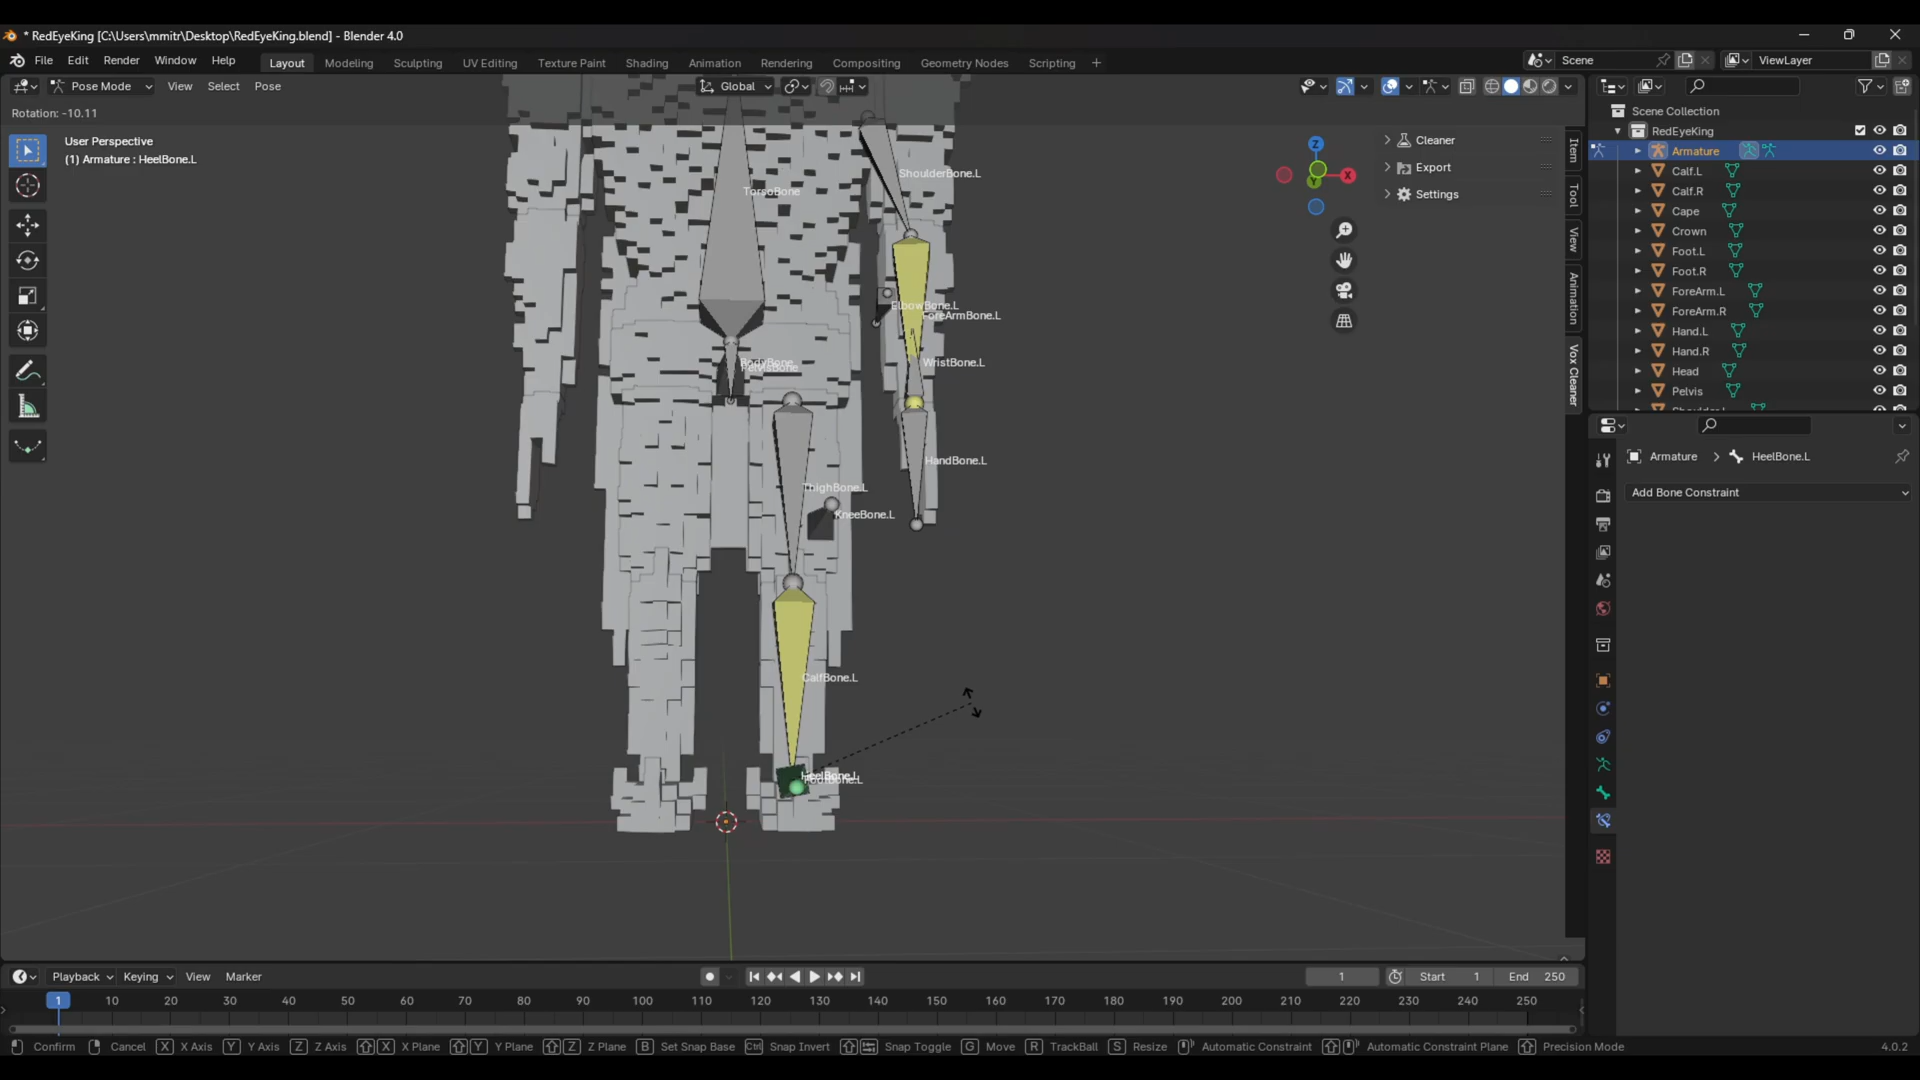 * RedEyeKing [C:\Users\mmitr\Desktop\RedEyeKing.blend] - Blender 4.0
File Edit Render Window Help Layout Modeling Sculpting UV Editing Texture Paint Shading Animation Rendering Compositing Geometry Nodes Scripting + Scene ViewLayer
Pose Mode View Select Pose Global
Rotation: -10.11
User Perspective
(1) Armature : HeelBone.L
TorsoBone
ShoulderBone.L
ElbowBone.L
ForeArmBone.L
WristBone.L
PelvisBone
HandBone.L
ThighBone.L
KneeBone.L
CalfBone.L
HeelBone.L
Z
X
Y
Cleaner
Export
Settings
Item
Tool
View
Animation
Vox Cleaner
Scene Collection
RedEyeKing
Armature
Calf.L
Calf.R
Cape
Crown
Foot.L
Foot.R
ForeArm.L
ForeArm.R
Hand.L
Hand.R
Head
Pelvis
Armature > HeelBone.L
Add Bone Constraint
Playback Keying View Marker 1 Start 1 End 250
1 10 20 30 40 50 60 70 80 90 100 110 120 130 140 150 160 170 180 190 200 210 220 230 240 250
Confirm Cancel X X Axis Y Y Axis Z Z Axis X X Plane Y Y Plane Z Z Plane B Set Snap Base Ctrl Snap Invert Snap Toggle G Move R TrackBall S Resize Automatic Constraint Automatic Constraint Plane Precision Mode 4.0.2